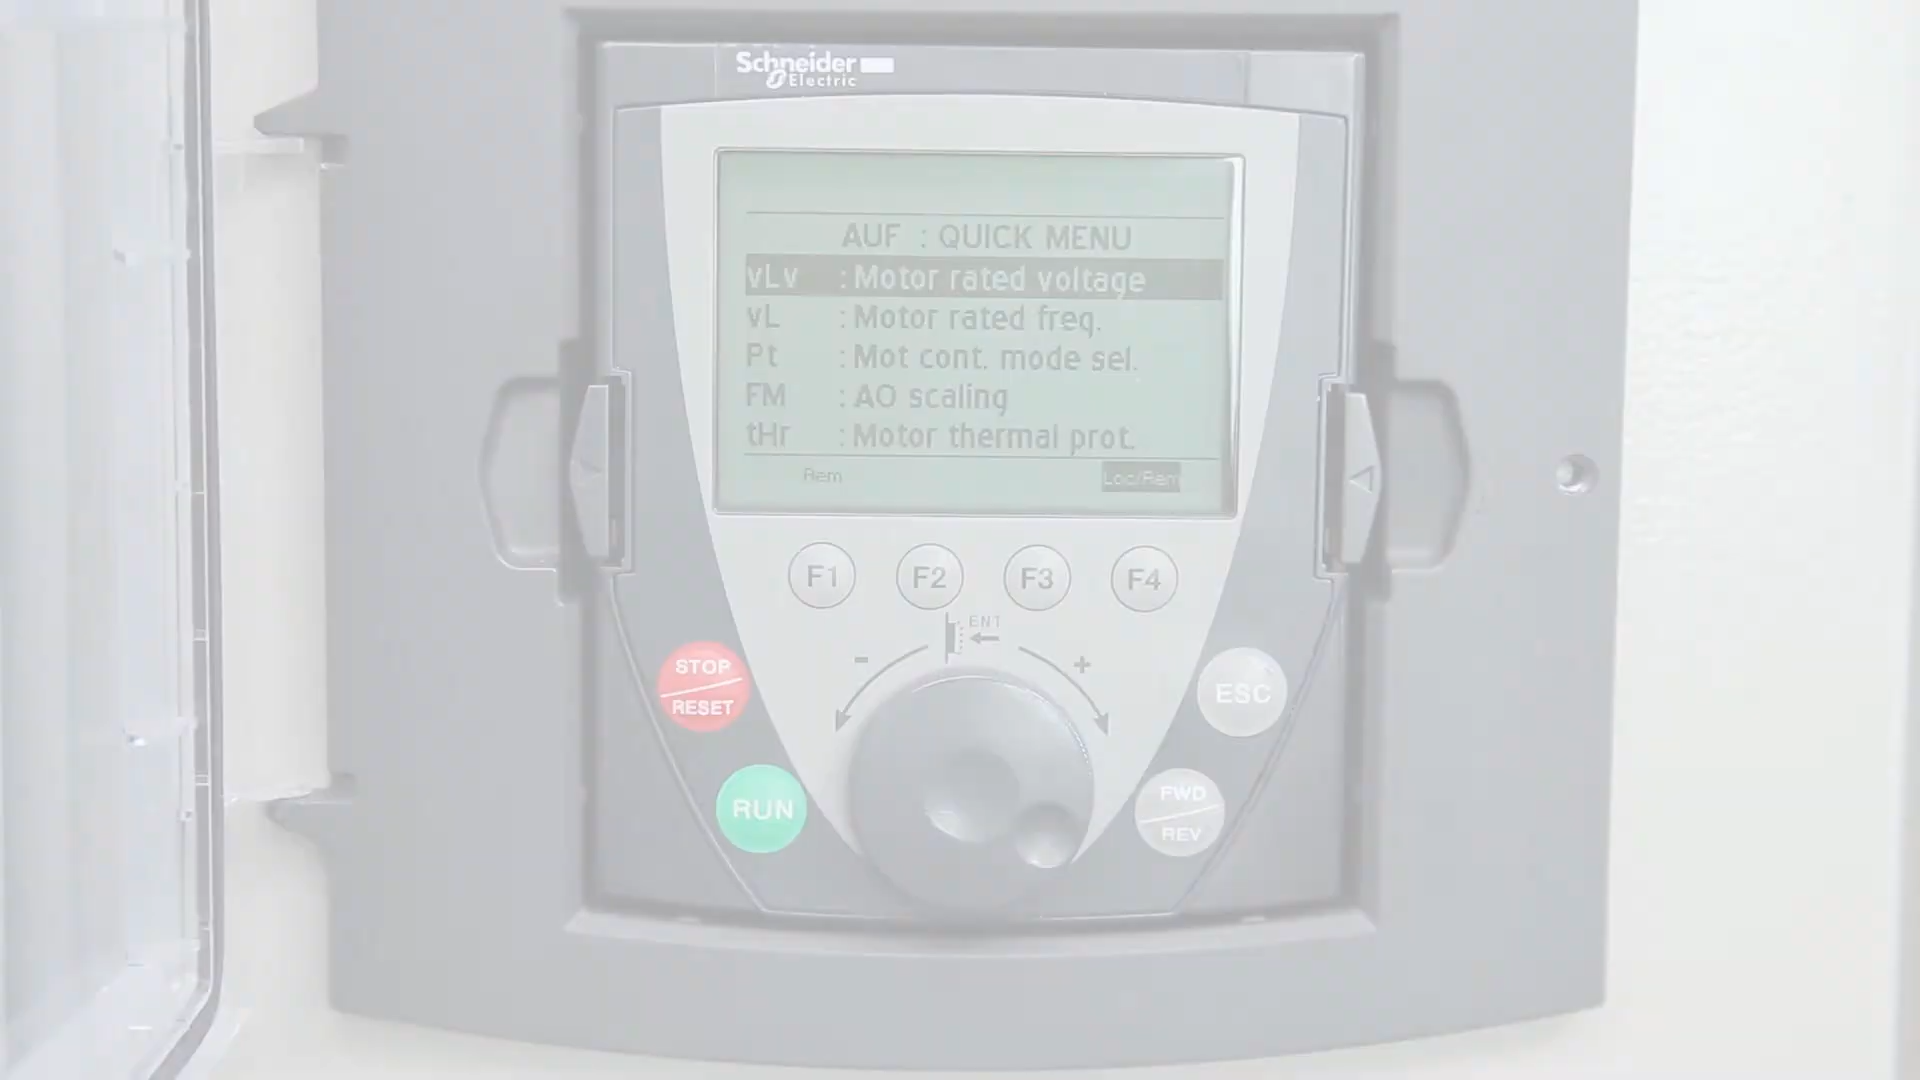 Schneider
Electric
AUF : QUICK MENU
vLv : Motor rated voltage
vL : Motor rated freq.
Pt : Mot cont. mode sel.
FM : AO scaling
tHr : Motor thermal prot.
Rem Loc/Rem
F1 F2 F3 F4
ENT
- +
STOP
RESET
ESC
RUN
FWD
REV